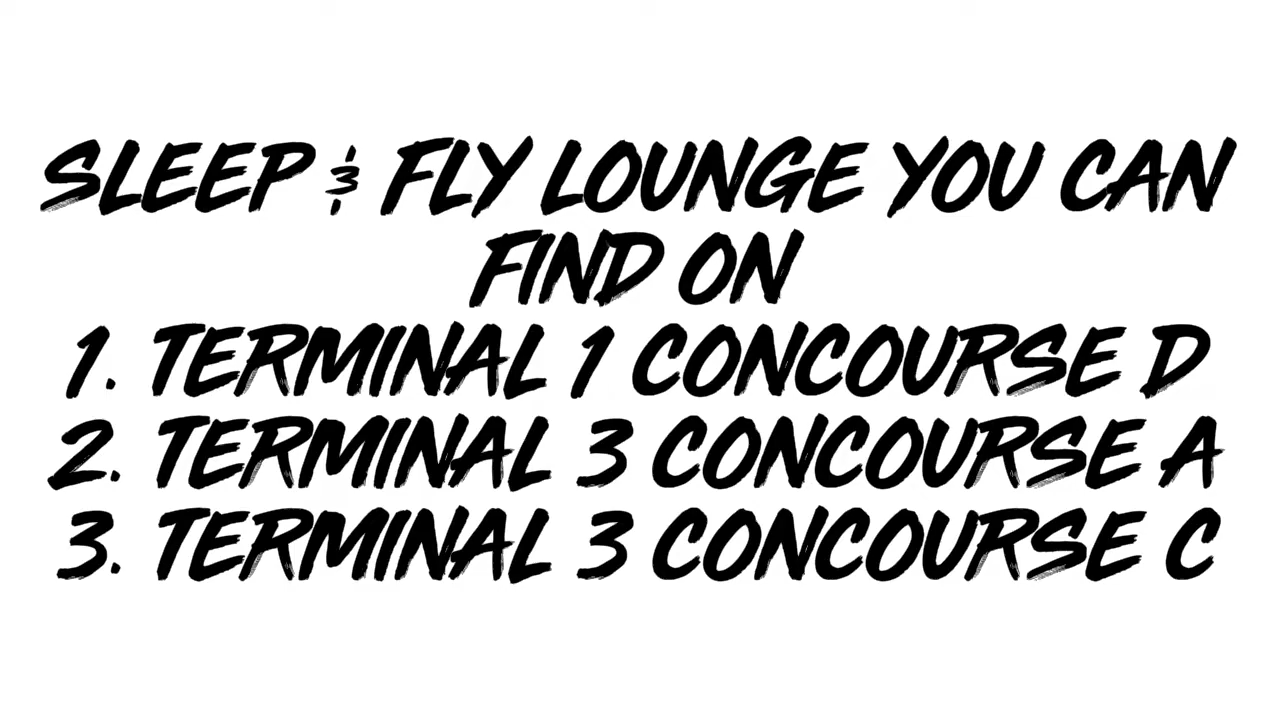 SLEEP & FLY LOUNGE YOU CAN
FIND ON
1. TERMINAL 1 CONCOURSE D
2. TERMINAL 3 CONCOURSE A
3. TERMINAL 3 CONCOURSE C